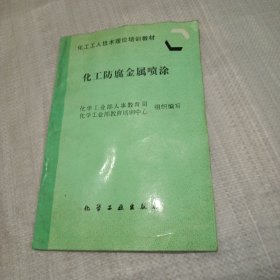 化工工人技术理论培训教材
化工防腐金属喷涂
化学工业部人事教育司
化学工业部教育培训中心 组织编写
化学工业出版社